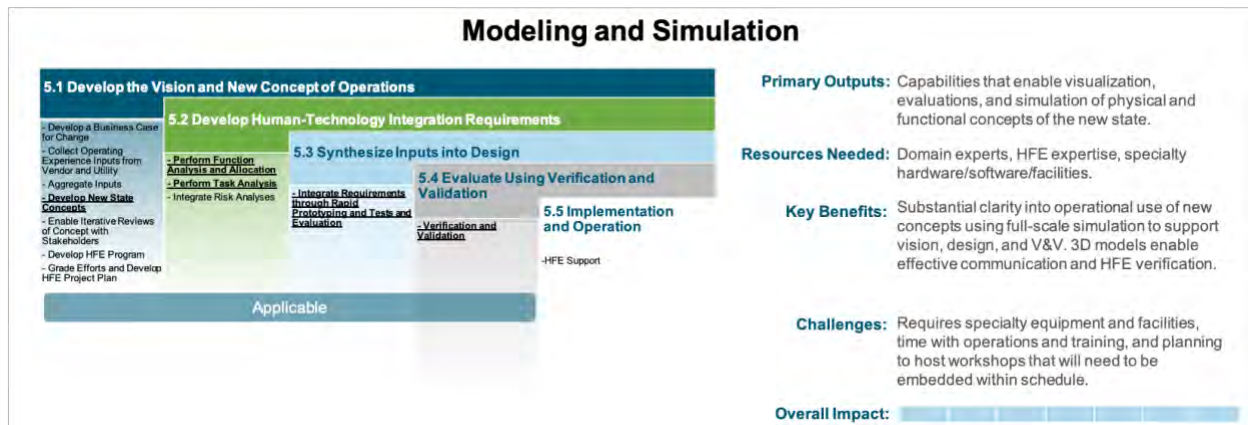 Modeling and Simulation
5.1 Develop the Vision and New Concept of Operations
- Develop a Business Case
for Change
- Collect Operating
Experience Inputs from
Vendor and Utility
- Aggregate Inputs
- Develop New State
Concepts
- Enable Iterative Reviews
of Concept with
Stakeholders
- Develop HFE Program
- Grade Efforts and Develop
HFE Project Plan
5.2 Develop Human-Technology Integration Requirements
- Perform Function
Analysis and Allocation
- Perform Task Analysis
- Integrate Risk Analyses
5.3 Synthesize Inputs into Design
- Integrate Requirements
through Rapid
Prototyping and Tests and
Evaluation
5.4 Evaluate Using Verification and
Validation
- Verification and
Validation
5.5 Implementation
and Operation
-HFE Support
Applicable
Primary Outputs: Capabilities that enable visualization,
evaluations, and simulation of physical and
functional concepts of the new state.
Resources Needed: Domain experts, HFE expertise, specialty
hardware/software/facilities.
Key Benefits: Substantial clarity into operational use of new
concepts using full-scale simulation to support
vision, design, and V&V. 3D models enable
effective communication and HFE verification.
Challenges: Requires specialty equipment and facilities,
time with operations and training, and planning
to host workshops that will need to be
embedded within schedule.
Overall Impact: